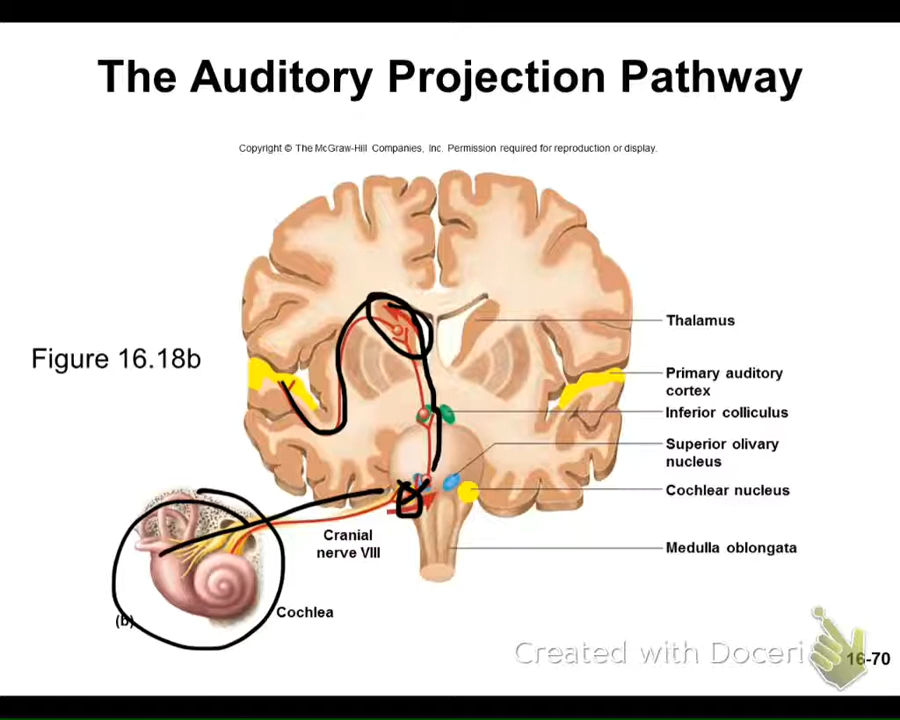 The Auditory Projection Pathway
Copyright © The McGraw-Hill Companies, Inc. Permission required for reproduction or display.
Figure 16.18b
Thalamus
Primary auditory
cortex
Inferior colliculus
Superior olivary
nucleus
Cochlear nucleus
Cranial
nerve VIII
Medulla oblongata
Cochlea
(b)
Created with Doceri
16-70